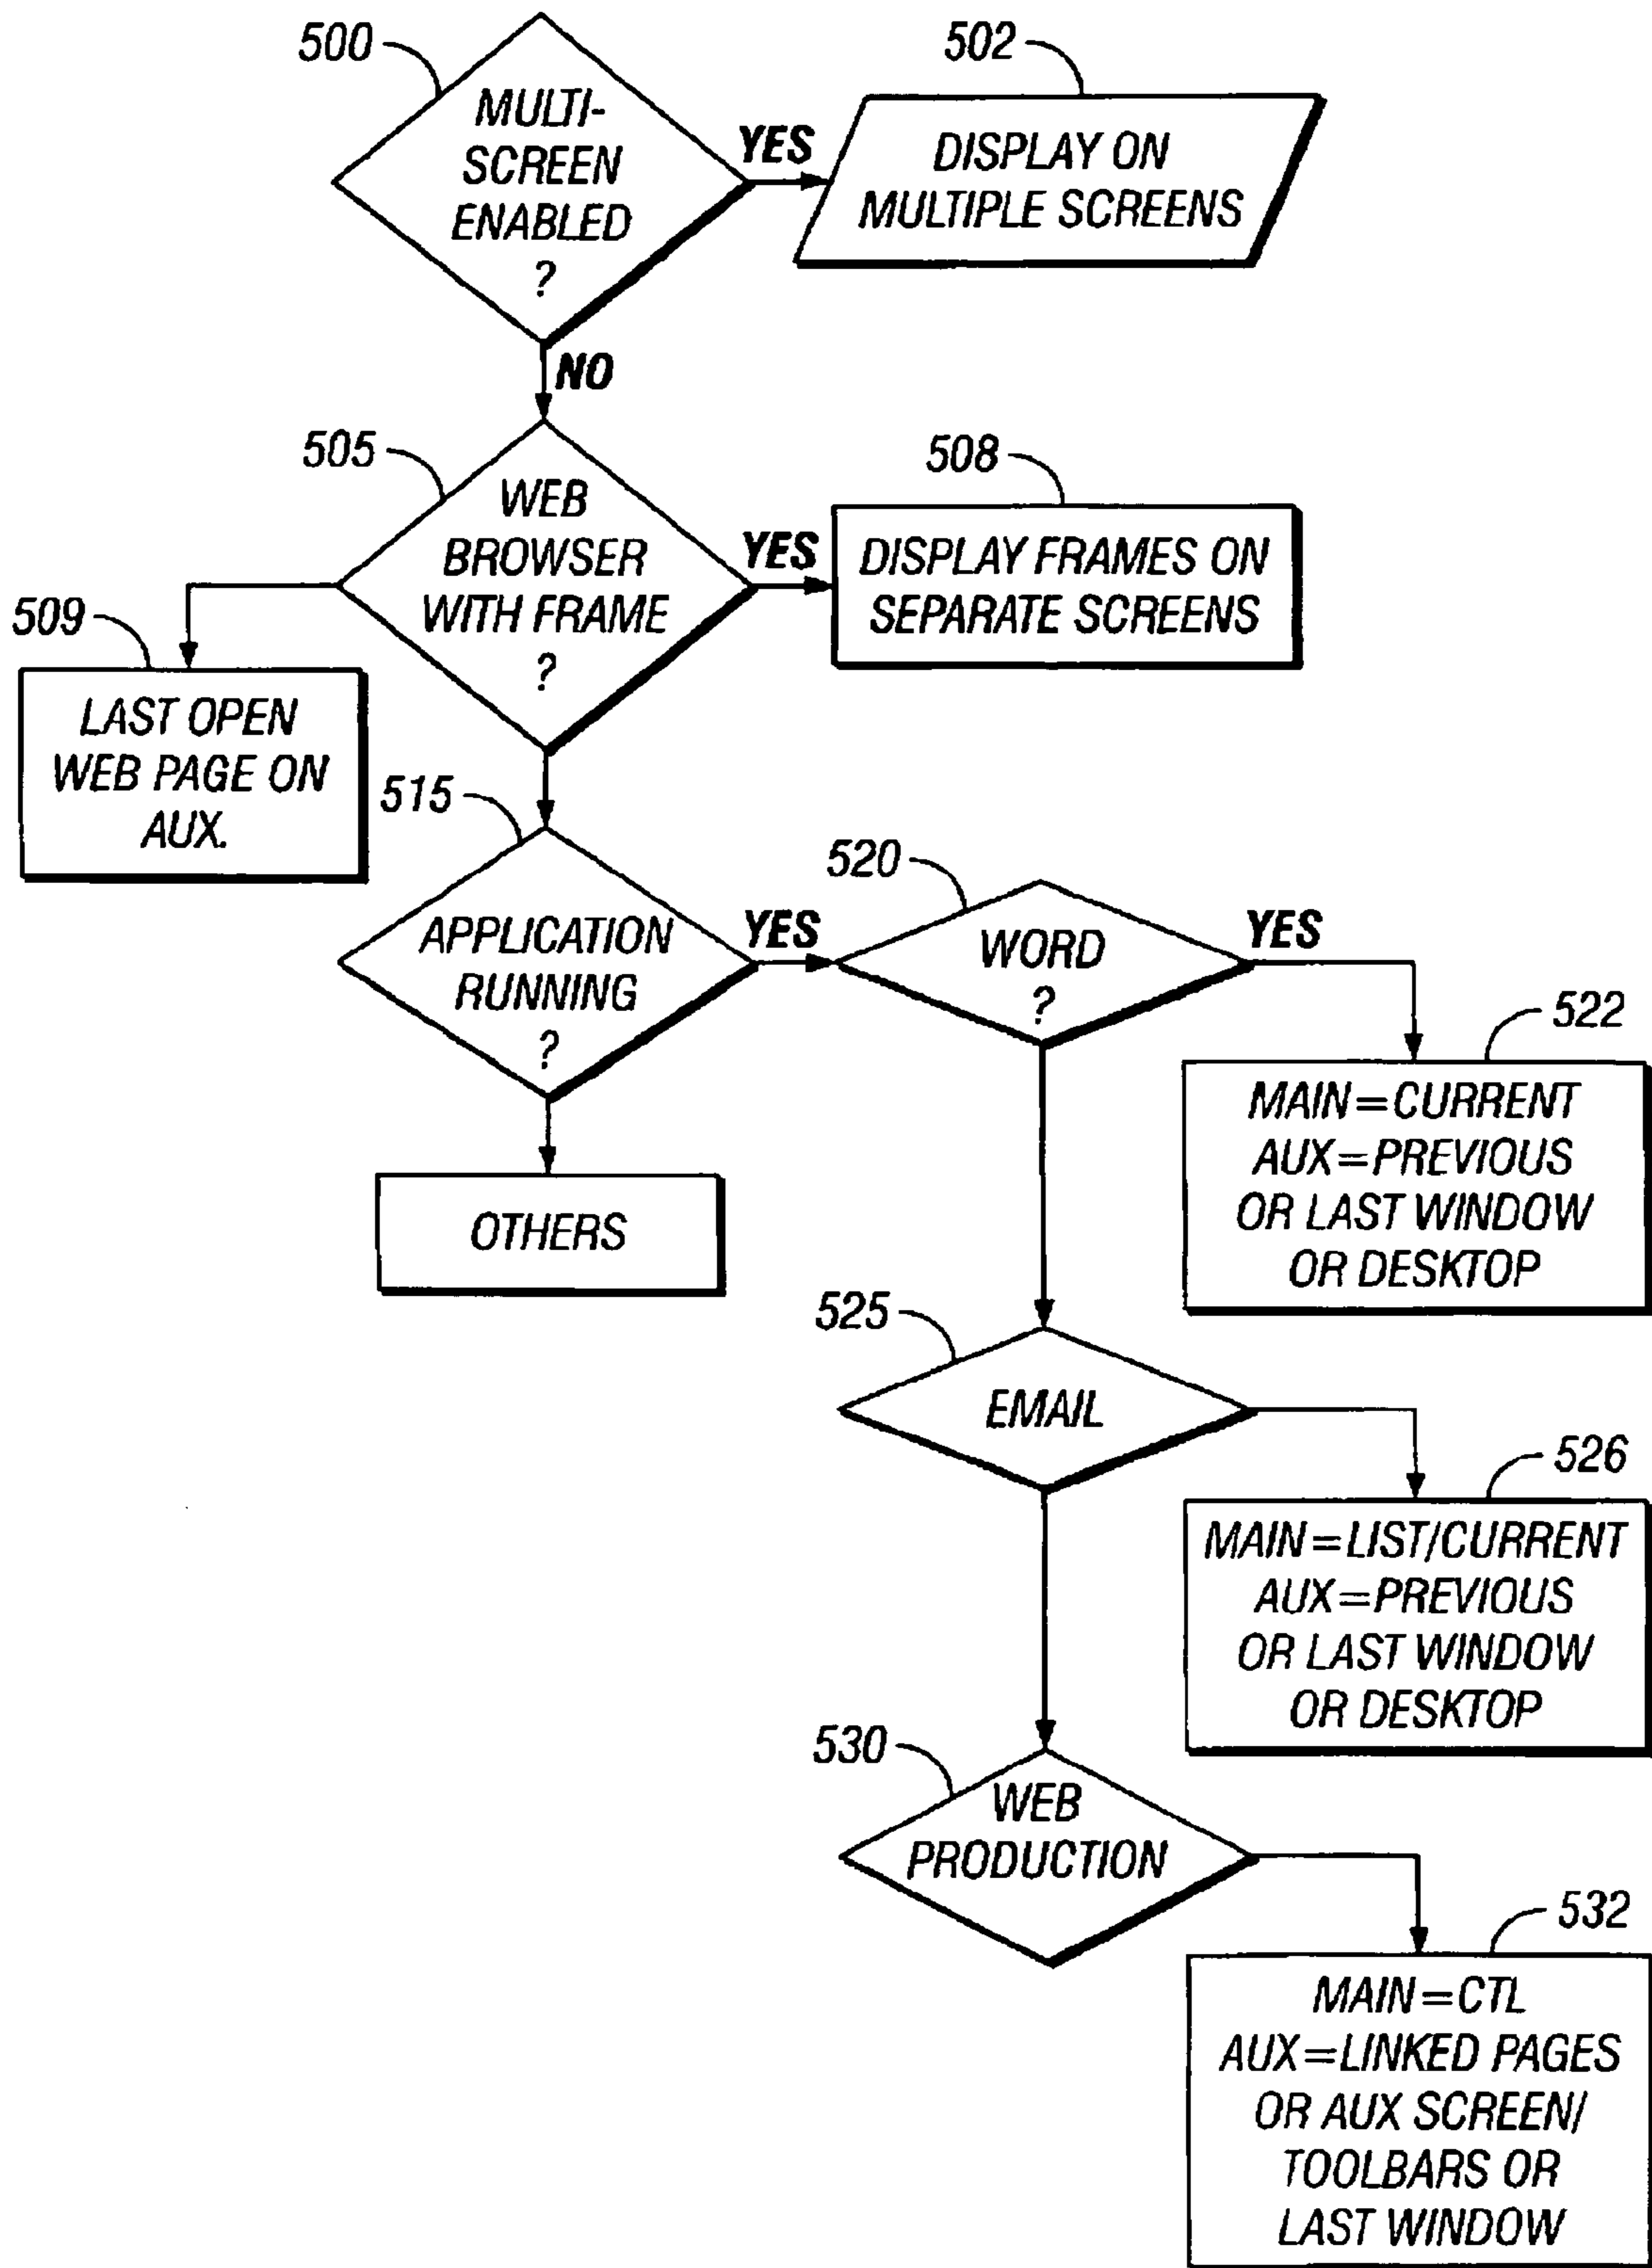 500
MULTI-
SCREEN
ENABLED
?
YES
502
DISPLAY ON
MULTIPLE SCREENS
NO
505
WEB
BROWSER
WITH FRAME
?
YES
508
DISPLAY FRAMES ON
SEPARATE SCREENS
509
LAST OPEN
WEB PAGE ON
AUX.
515
APPLICATION
RUNNING
?
YES
520
WORD
?
YES
522
MAIN=CURRENT
AUX=PREVIOUS
OR LAST WINDOW
OR DESKTOP
OTHERS
525
EMAIL
526
MAIN=LIST/CURRENT
AUX=PREVIOUS
OR LAST WINDOW
OR DESKTOP
530
WEB
PRODUCTION
532
MAIN=CTL
AUX=LINKED PAGES
OR AUX SCREEN/
TOOLBARS OR
LAST WINDOW